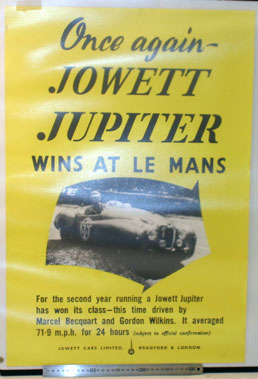 Once again-
JOWETT
JUPITER
WINS AT LE MANS
For the second year running a Jowett Jupiter
has won its class—this time driven by
Marcel Becquart and Gordon Wilkins. It averaged
71·9 m.p.h. for 24 hours (subject to official confirmation)
JOWETT CARS LIMITED, BRADFORD & LONDON.